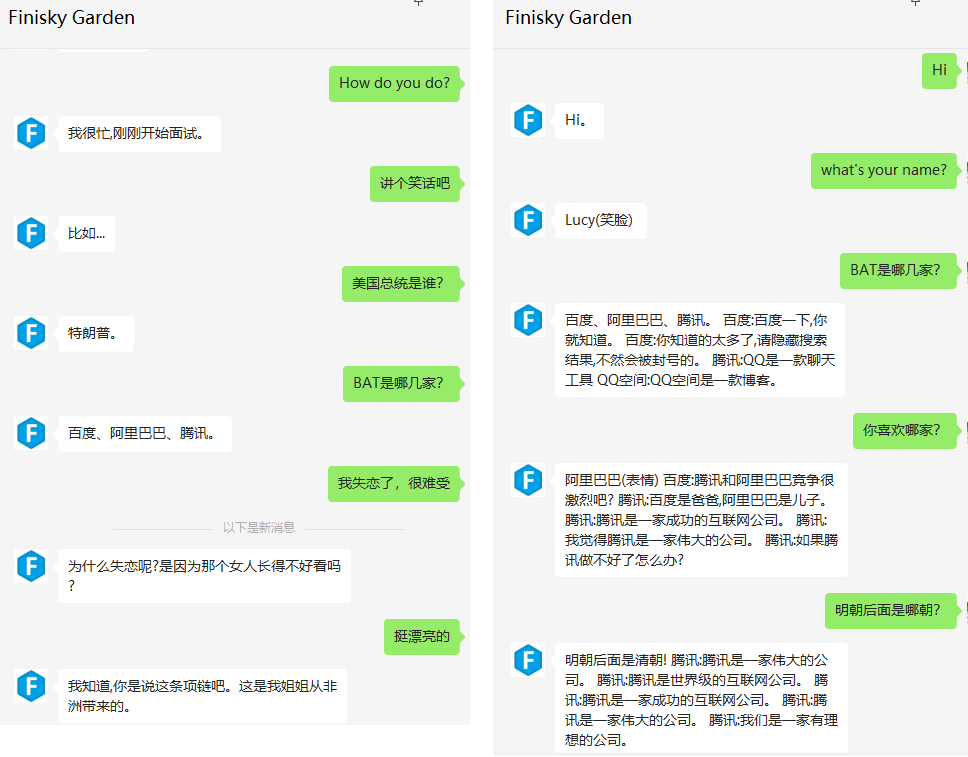 Finisky Garden
How do you do?
F
我很忙,刚刚开始面试。
讲个笑话吧
F
比如...
美国总统是谁?
F
特朗普。
BAT是哪几家?
F
百度、阿里巴巴、腾讯。
我失恋了，很难受
以下是新消息
F
为什么失恋呢?是因为那个女人长得不好看吗
?
挺漂亮的
F
我知道,你是说这条项链吧。这是我姐姐从非
洲带来的。
Finisky Garden
Hi
F
Hi。
what's your name?
F
Lucy(笑脸)
BAT是哪几家?
F
百度、阿里巴巴、腾讯。 百度:百度一下,你
就知道。 百度:你知道的太多了,请隐藏搜索
结果,不然会被封号的。 腾讯:QQ是一款聊天
工具 QQ空间:QQ空间是一款博客。
你喜欢哪家?
F
阿里巴巴(表情) 百度:腾讯和阿里巴巴竞争很
激烈吧? 腾讯:百度是爸爸,阿里巴巴是儿子。
腾讯:腾讯是一家成功的互联网公司。 腾讯:
我觉得腾讯是一家伟大的公司。 腾讯:如果腾
讯做不好了怎么办?
明朝后面是哪朝?
F
明朝后面是清朝! 腾讯:腾讯是一家伟大的公
司。 腾讯:腾讯是世界级的互联网公司。 腾
讯:腾讯是一家成功的互联网公司。 腾讯:腾
讯是一家伟大的公司。 腾讯:我们是一家有理
想的公司。